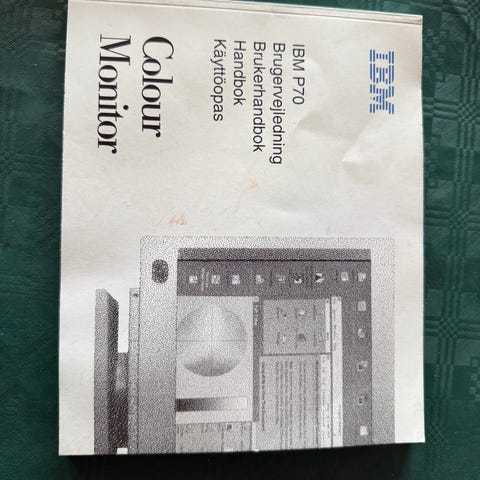 IBM
IBM P70
Brugervejledning
Brukerhandbok
Handbok
Käyttöopas
Colour
Monitor